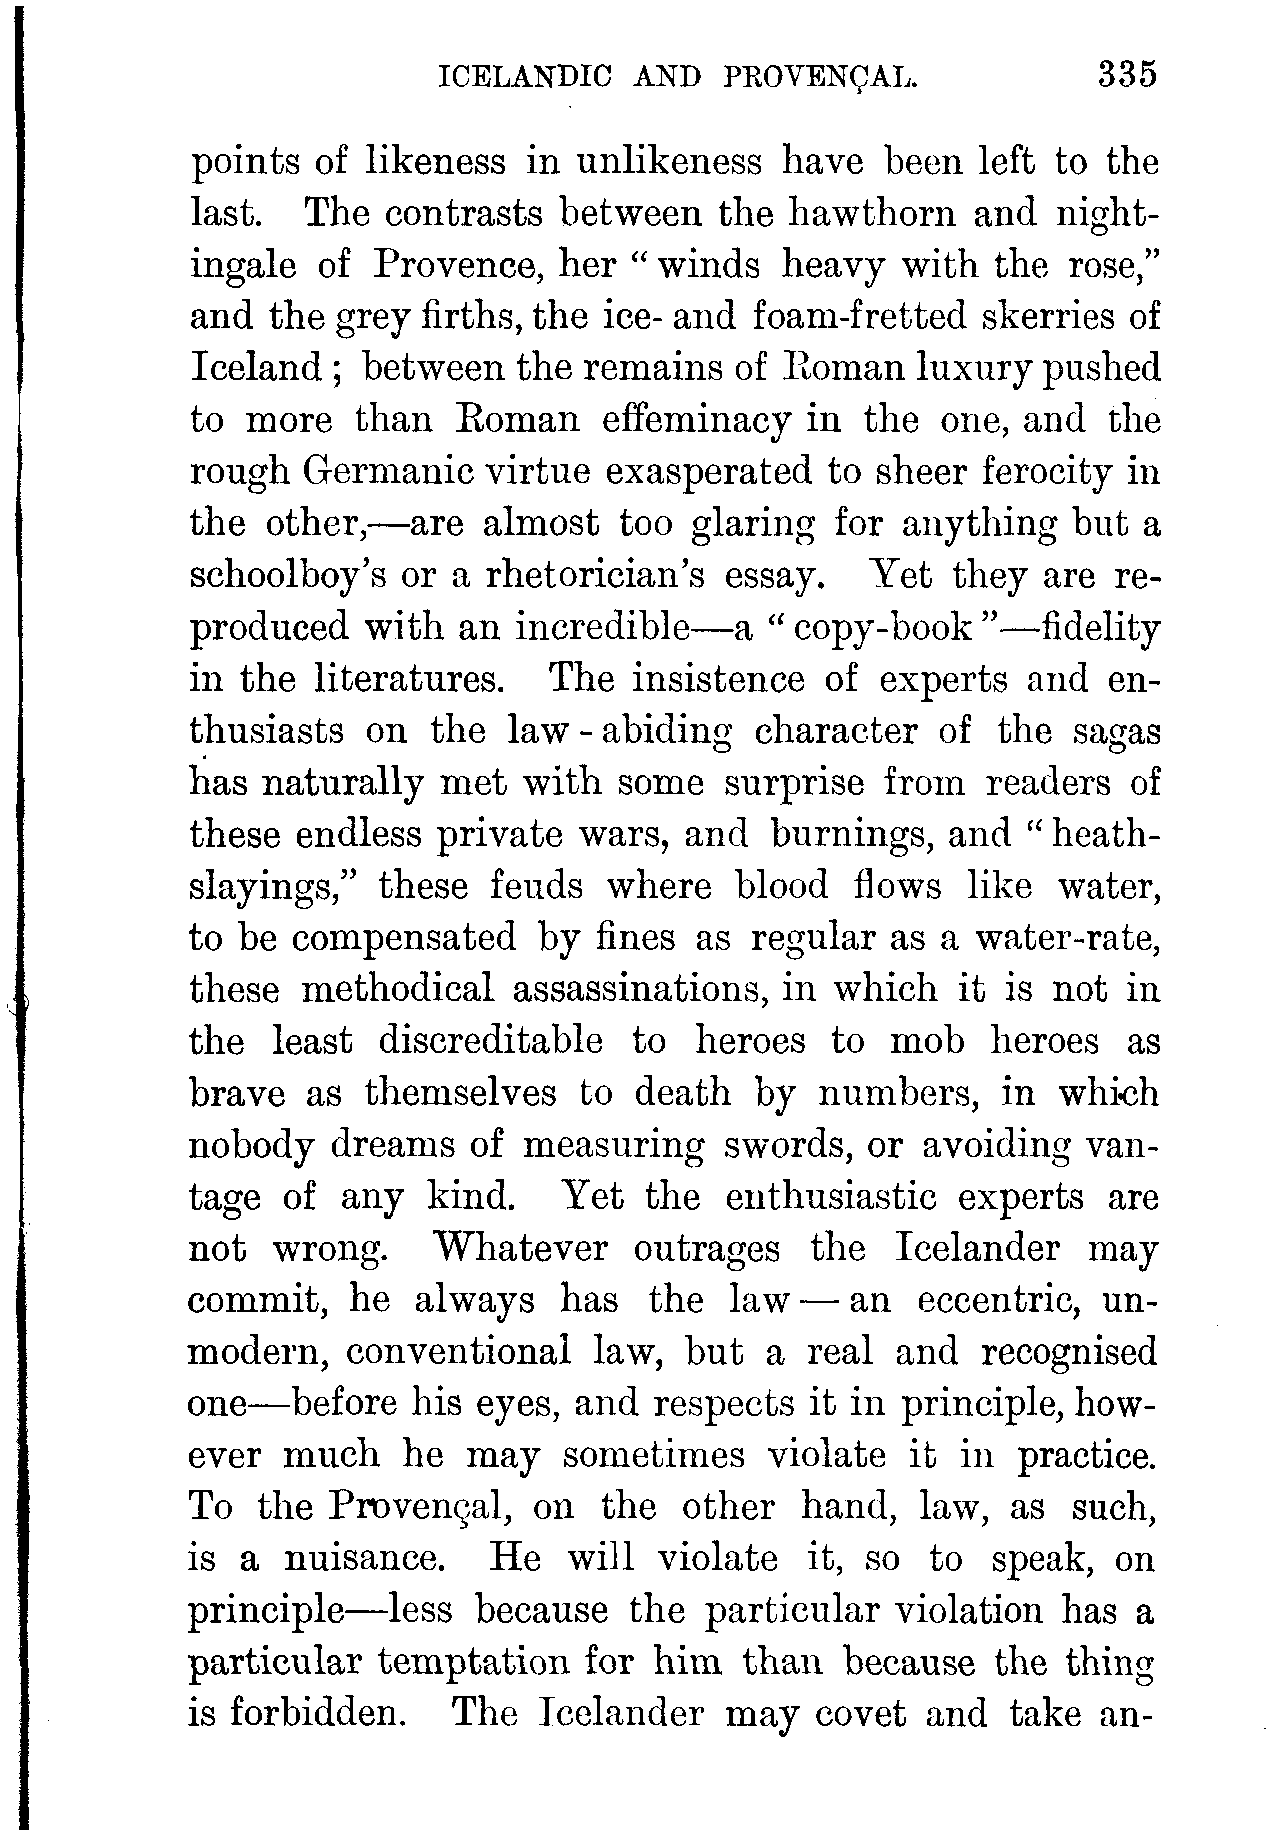 ICELANDIC AND PROVENÇAL. 335
points of likeness in unlikeness have been left to the
last. The contrasts between the hawthorn and night-
ingale of Provence, her “ winds heavy with the rose,”
and the grey firths, the ice- and foam-fretted skerries of
Iceland ; between the remains of Roman luxury pushed
to more than Roman effeminacy in the one, and the
rough Germanic virtue exasperated to sheer ferocity in
the other,—are almost too glaring for anything but a
schoolboy’s or a rhetorician’s essay. Yet they are re-
produced with an incredible—a “ copy-book ”—fidelity
in the literatures. The insistence of experts and en-
thusiasts on the law - abiding character of the sagas
has naturally met with some surprise from readers of
these endless private wars, and burnings, and “ heath-
slayings,” these feuds where blood flows like water,
to be compensated by fines as regular as a water-rate,
these methodical assassinations, in which it is not in
the least discreditable to heroes to mob heroes as
brave as themselves to death by numbers, in which
nobody dreams of measuring swords, or avoiding van-
tage of any kind. Yet the enthusiastic experts are
not wrong. Whatever outrages the Icelander may
commit, he always has the law — an eccentric, un-
modern, conventional law, but a real and recognised
one—before his eyes, and respects it in principle, how-
ever much he may sometimes violate it in practice.
To the Provençal, on the other hand, law, as such,
is a nuisance. He will violate it, so to speak, on
principle—less because the particular violation has a
particular temptation for him than because the thing
is forbidden. The Icelander may covet and take an-